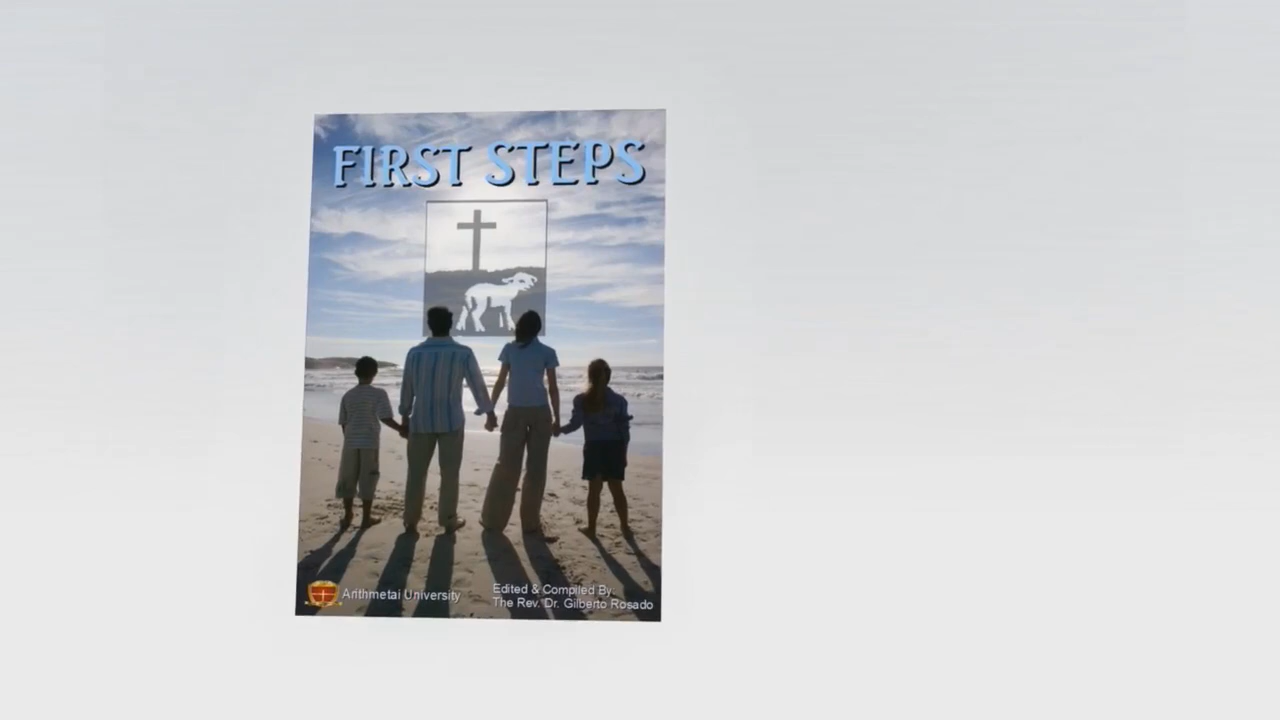 FIRST STEPS
Arithmetai University
Edited & Compiled By:
The Rev. Dr. Gilberto Rosado